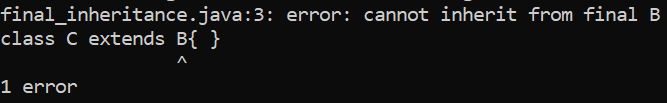 final_inheritance.java:3: error: cannot inherit from final B
class C extends B{ }
                ^
1 error